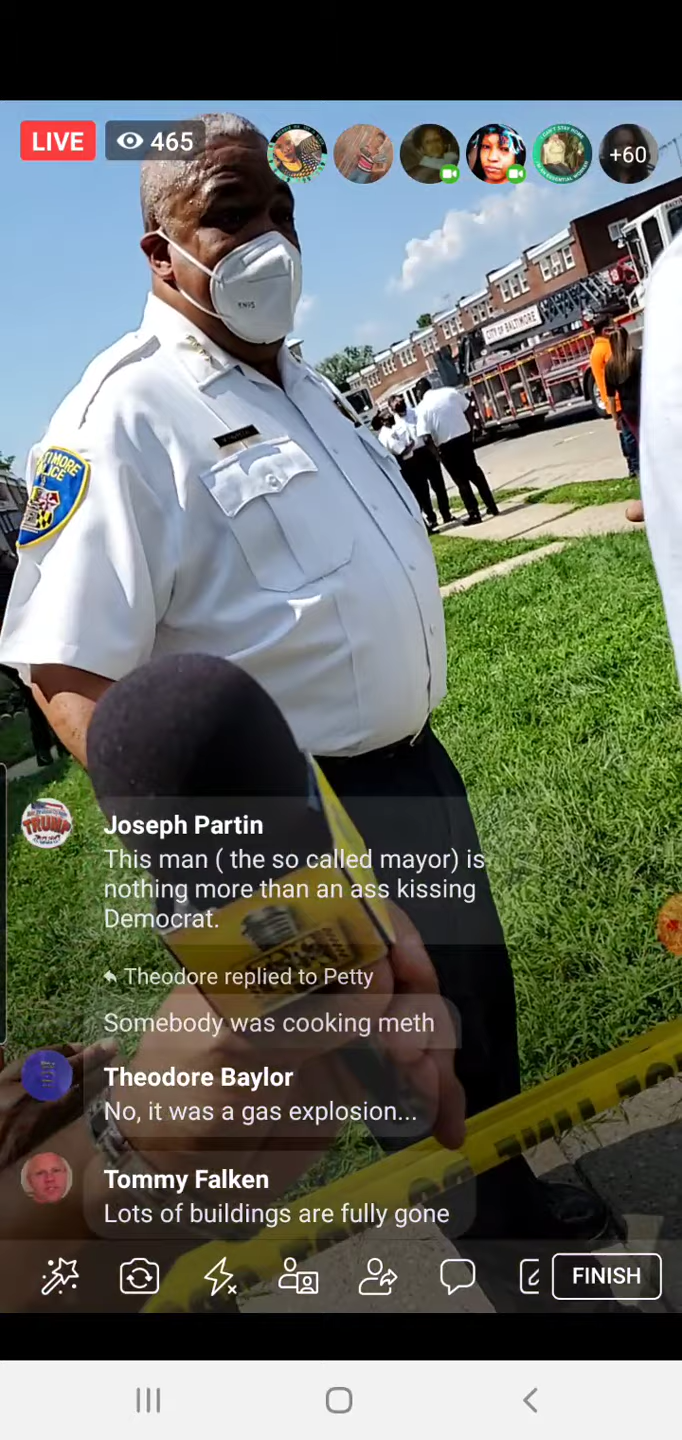 LIVE
465
+60
CITY OF BALTIMORE
Joseph Partin
This man ( the so called mayor) is
nothing more than an ass kissing
Democrat.
Theodore replied to Petty
Somebody was cooking meth
Theodore Baylor
No, it was a gas explosion...
Tommy Falken
Lots of buildings are fully gone
FINISH
TRUMP